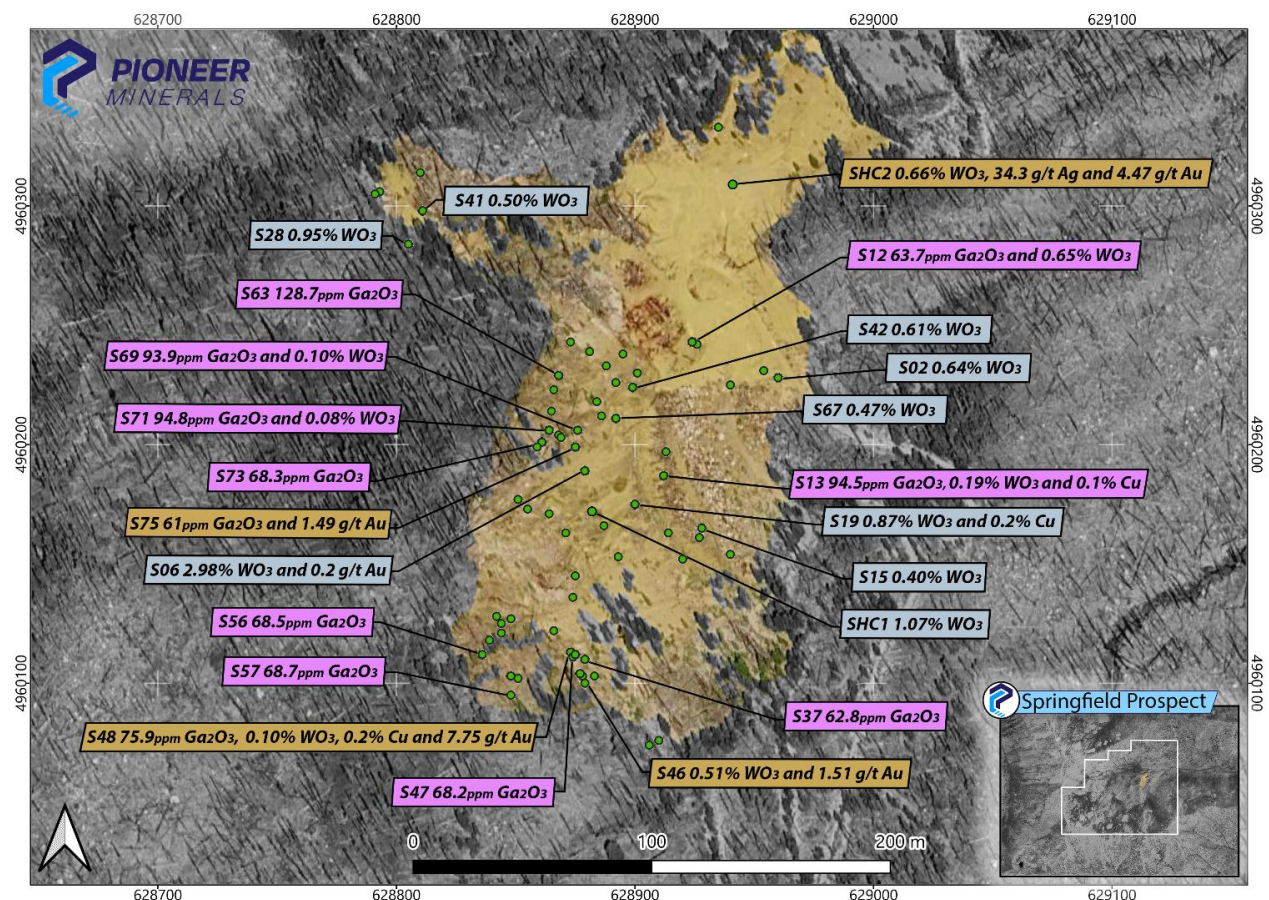 628700 628800 628900 629000 629100
PIONEER
MINERALS
4960300
4960300
SHC2 0.66% WO₃, 34.3 g/t Ag and 4.47 g/t Au
S41 0.50% WO₃
S28 0.95% WO₃
S12 63.7ppm Ga₂O₃ and 0.65% WO₃
S63 128.7ppm Ga₂O₃
S42 0.61% WO₃
S69 93.9ppm Ga₂O₃ and 0.10% WO₃
S02 0.64% WO₃
S71 94.8ppm Ga₂O₃ and 0.08% WO₃
S67 0.47% WO₃
4960200
4960200
S73 68.3ppm Ga₂O₃
S13 94.5ppm Ga₂O₃, 0.19% WO₃ and 0.1% Cu
S75 61ppm Ga₂O₃ and 1.49 g/t Au
S19 0.87% WO₃ and 0.2% Cu
S06 2.98% WO₃ and 0.2 g/t Au
S15 0.40% WO₃
S56 68.5ppm Ga₂O₃
SHC1 1.07% WO₃
S57 68.7ppm Ga₂O₃
4960100
4960100
Springfield Prospect
S37 62.8ppm Ga₂O₃
S48 75.9ppm Ga₂O₃, 0.10% WO₃, 0.2% Cu and 7.75 g/t Au
S46 0.51% WO₃ and 1.51 g/t Au
S47 68.2ppm Ga₂O₃
0 100 200 m
628700 628800 628900 629000 629100